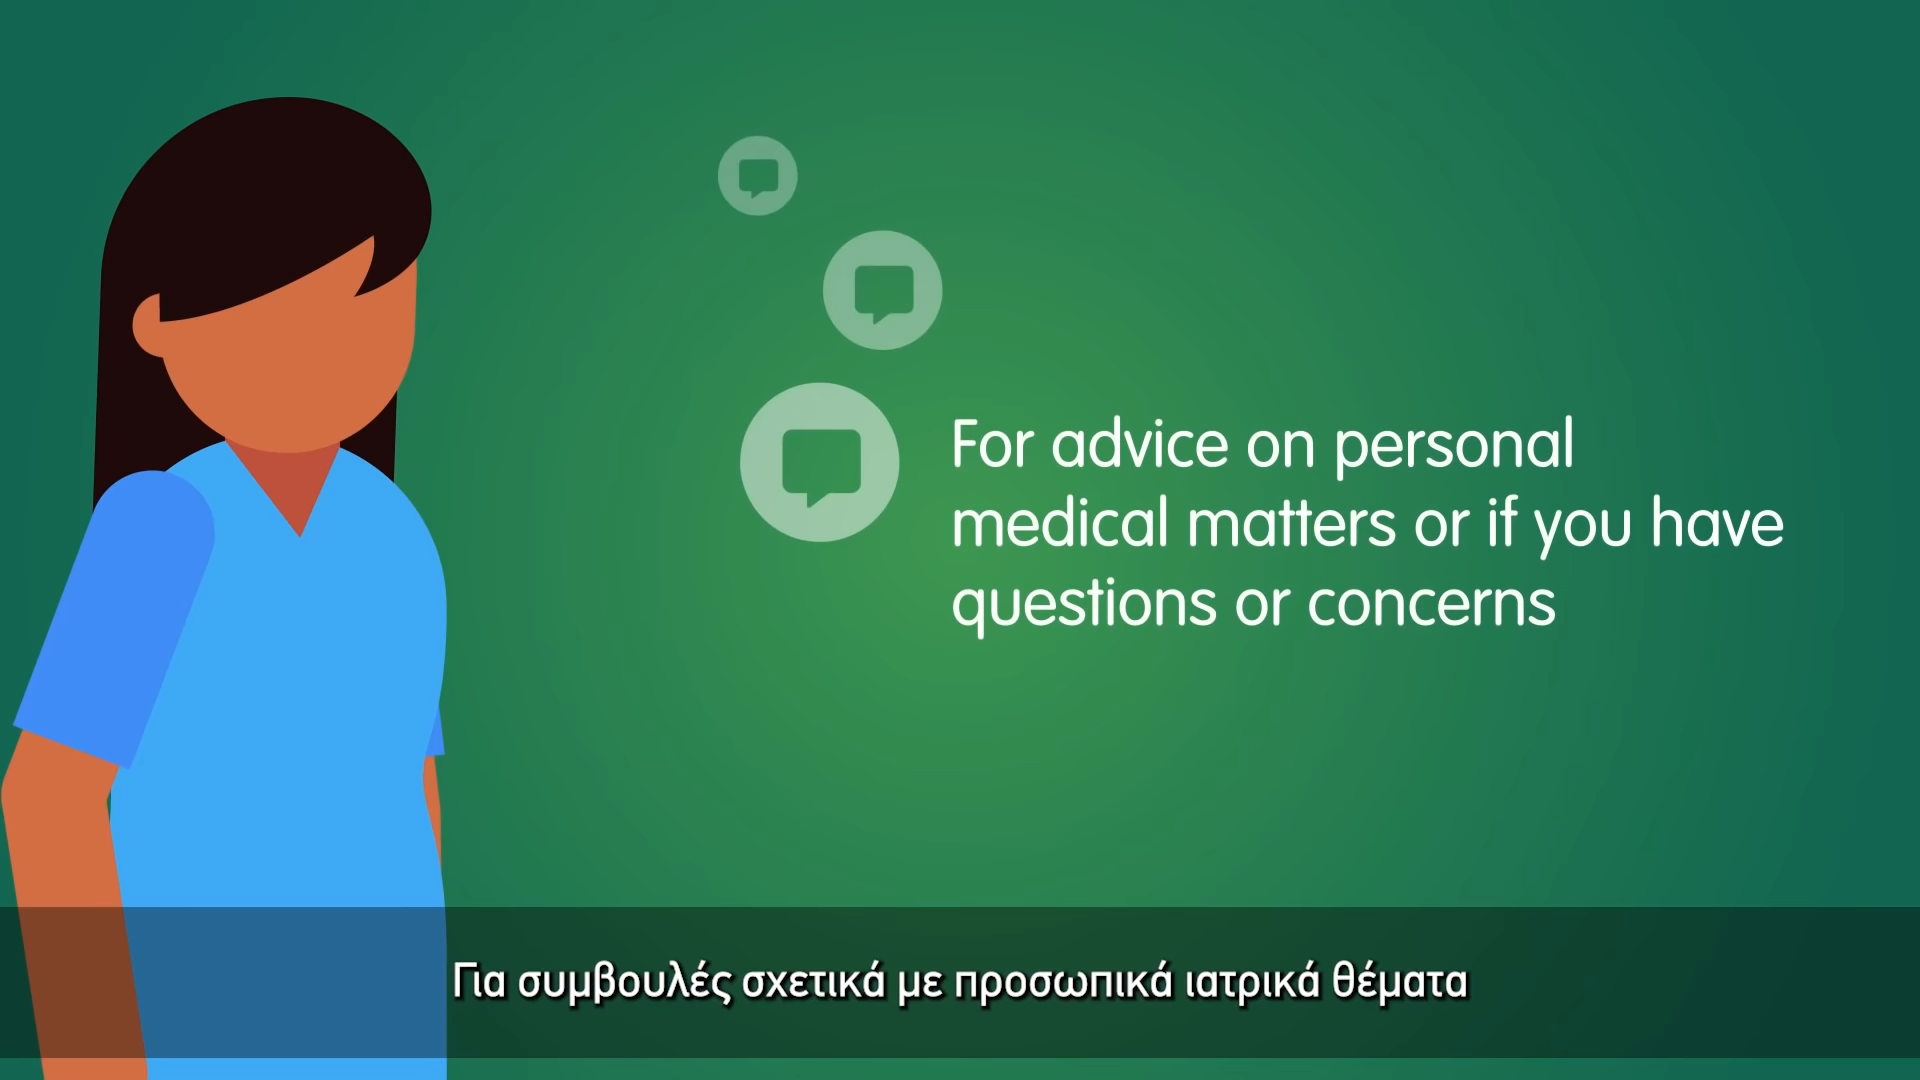 For advice on personal
medical matters or if you have
questions or concerns
Για συμβουλές σχετικά με προσωπικά ιατρικά θέματα